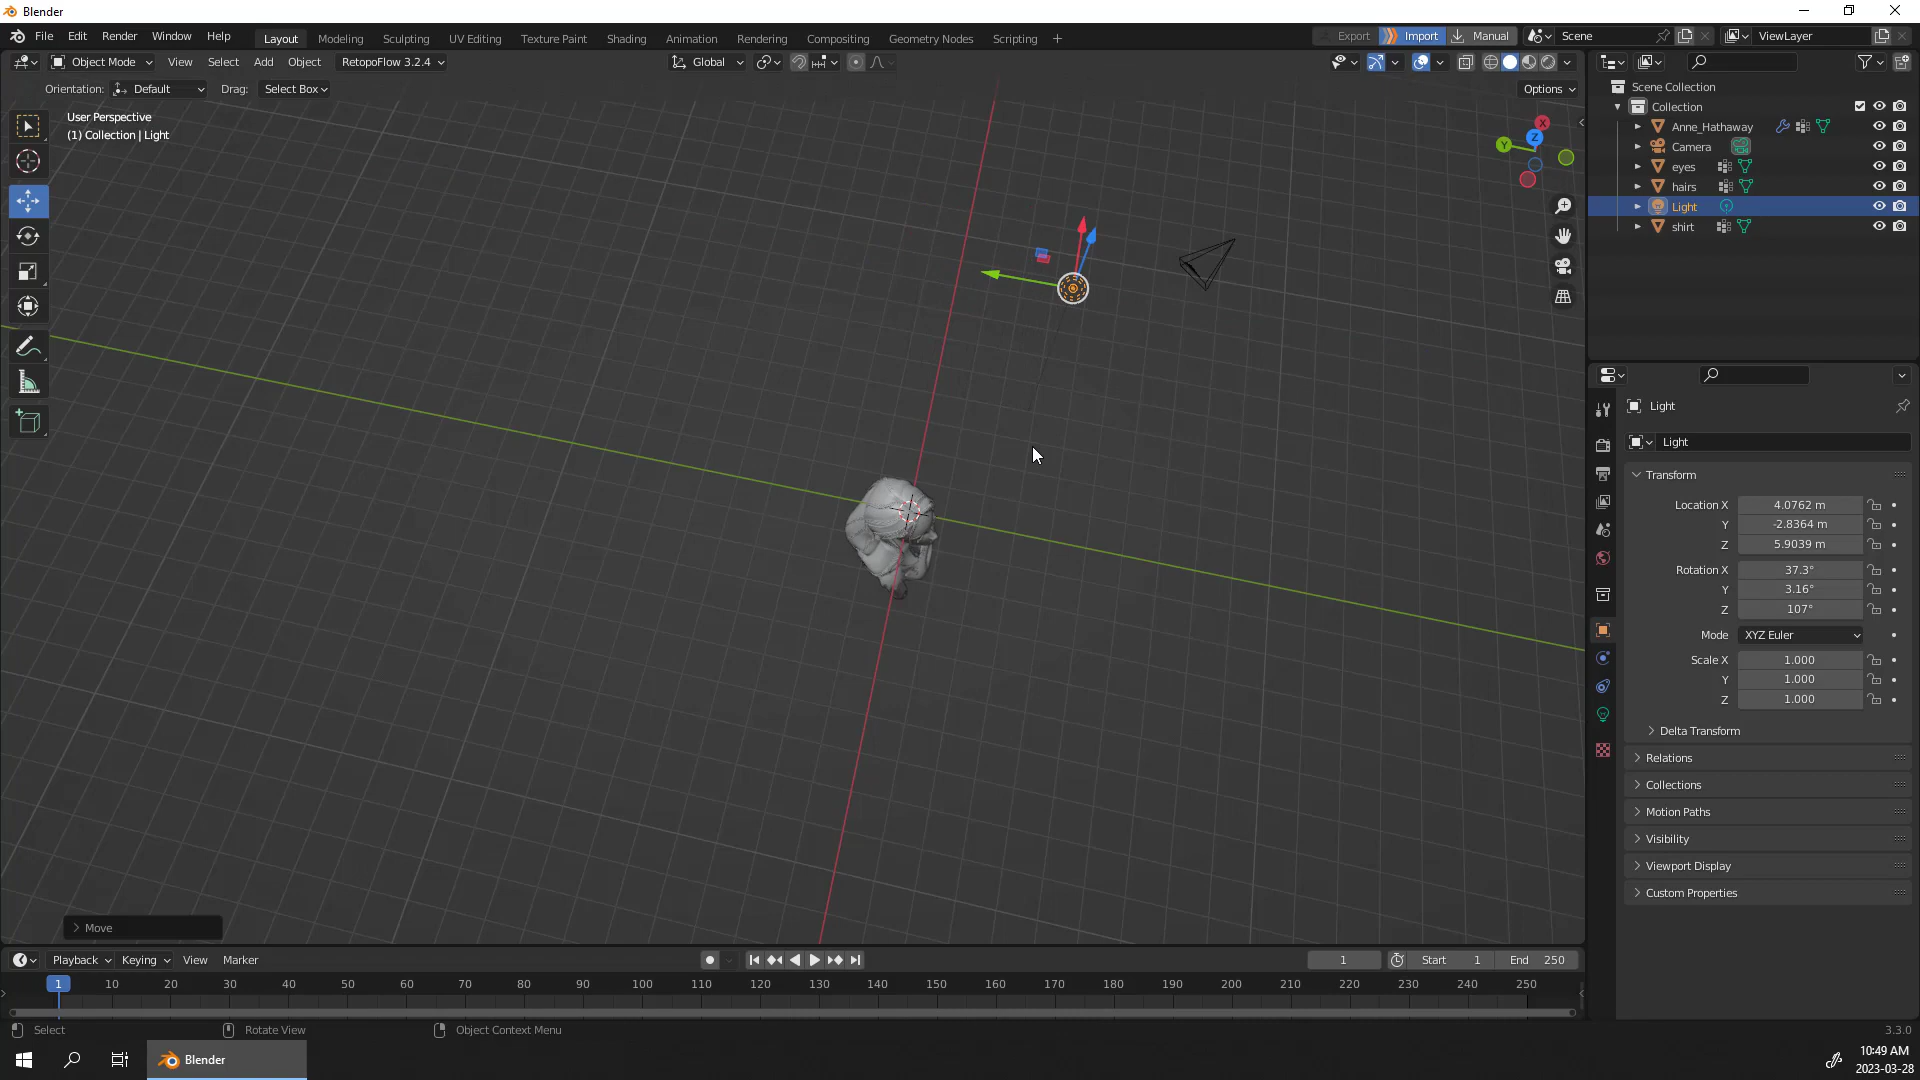 Blender
File Edit Render Window Help Layout Modeling Sculpting UV Editing Texture Paint Shading Animation Rendering Compositing Geometry Nodes Scripting + Export Import Manual Scene ViewLayer
Object Mode View Select Add Object RetopoFlow 3.2.4 Global
Orientation: Default Drag: Select Box Options
User Perspective
(1) Collection | Light
X
Y
Z
Scene Collection
Collection
Anne_Hathaway
Camera
eyes
hairs
Light
shirt
Light
Light
Transform
Location X 4.0762 m
Y -2.8364 m
Z 5.9039 m
Rotation X 37.3°
Y 3.16°
Z 107°
Mode XYZ Euler
Scale X 1.000
Y 1.000
Z 1.000
Delta Transform
Relations
Collections
Motion Paths
Visibility
Viewport Display
Custom Properties
Move
Playback Keying View Marker 1 Start 1 End 250
1 10 20 30 40 50 60 70 80 90 100 110 120 130 140 150 160 170 180 190 200 210 220 230 240 250
Select Rotate View Object Context Menu 3.3.0
Blender
10:49 AM
2023-03-28